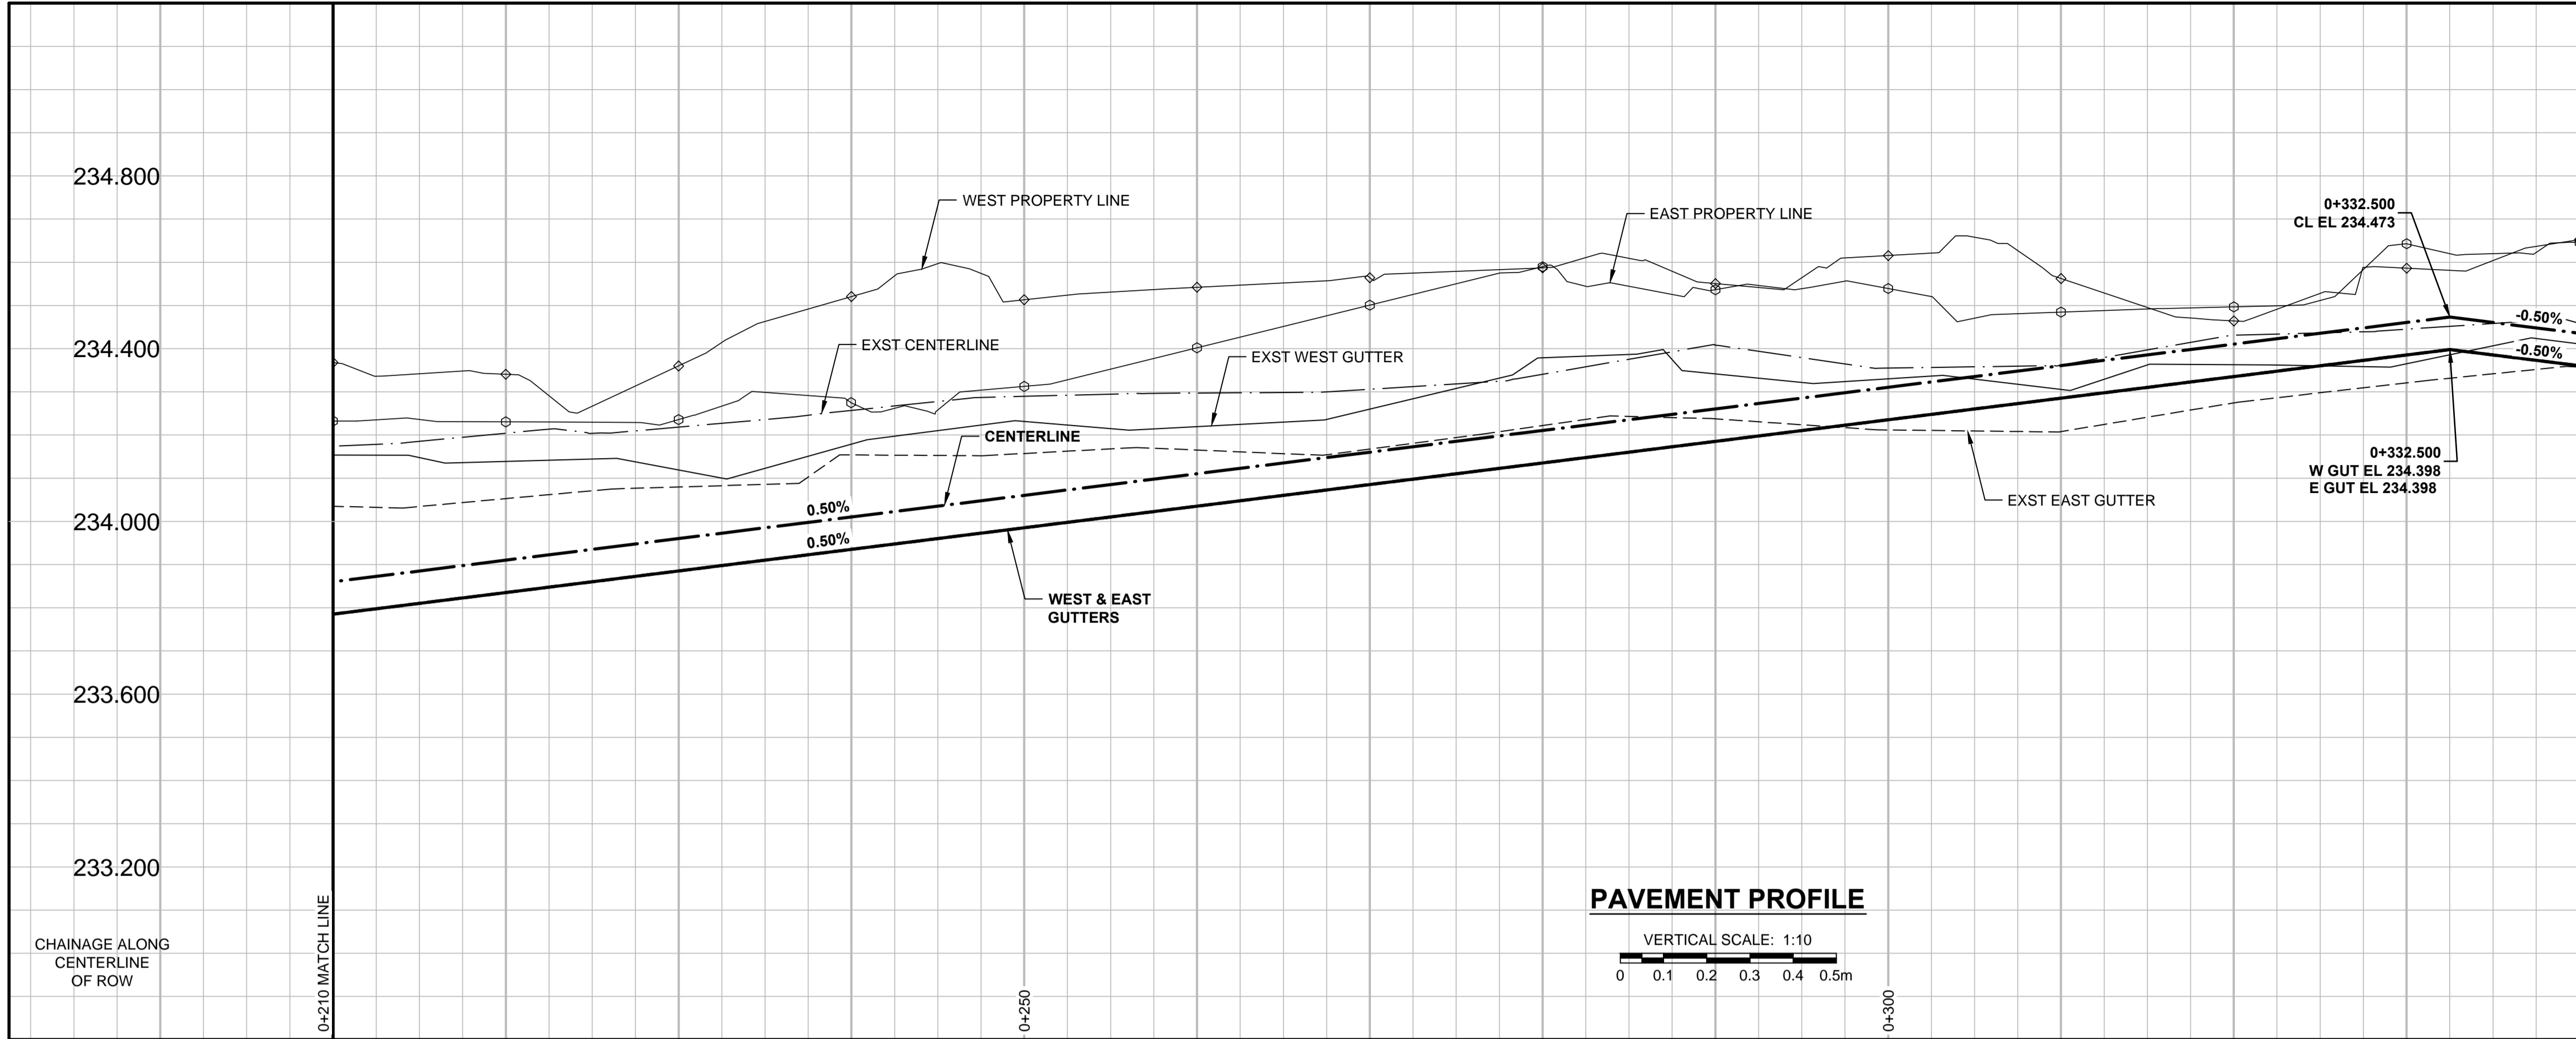 234.800
234.400
234.000
233.600
233.200
CHAINAGE ALONG
CENTERLINE
OF ROW
0+210 MATCH LINE
WEST PROPERTY LINE
EXST CENTERLINE
EXST WEST GUTTER
CENTERLINE
0.50%
0.50%
WEST & EAST
GUTTERS
EAST PROPERTY LINE
0+332.500
CL EL 234.473
-0.50%
-0.50%
0+332.500
W GUT EL 234.398
E GUT EL 234.398
EXST EAST GUTTER
PAVEMENT PROFILE
VERTICAL SCALE: 1:10
0 0.1 0.2 0.3 0.4 0.5m
0+250
0+300